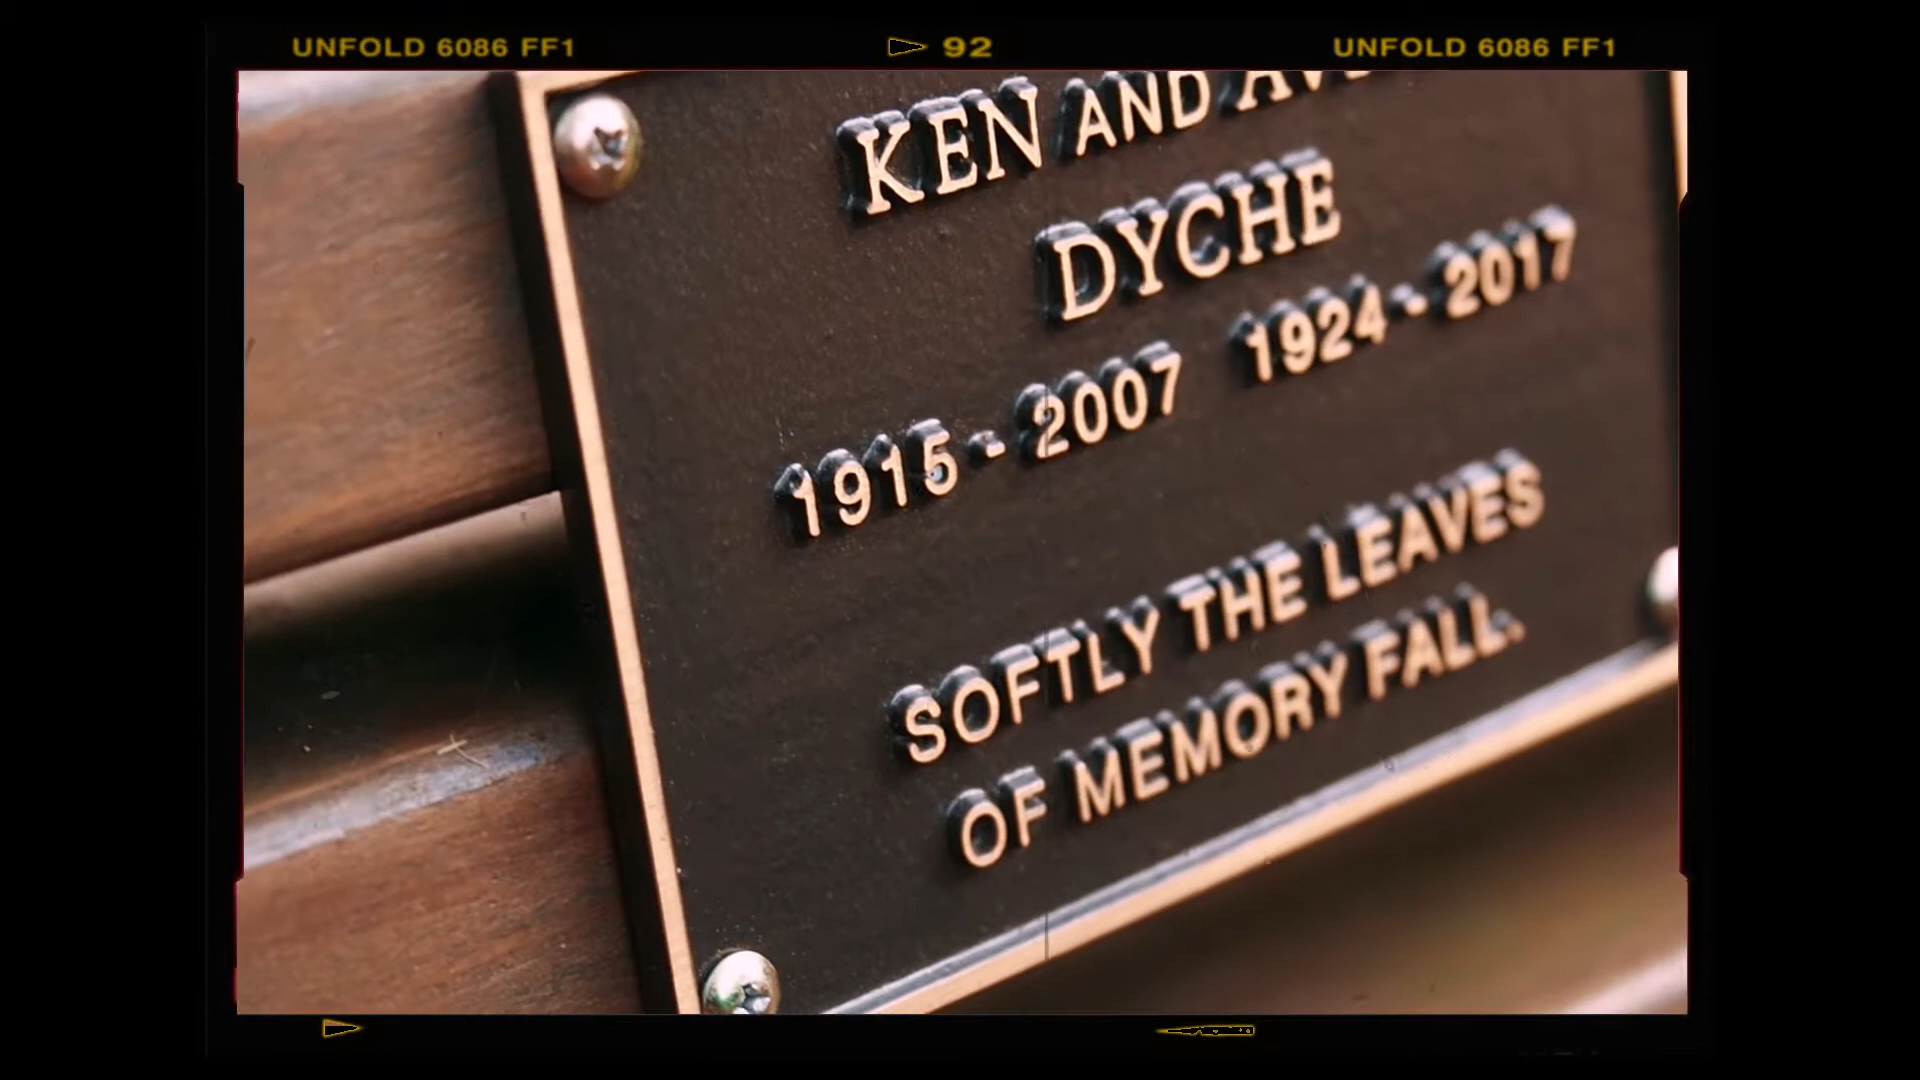 UNFOLD 6086 FF1 92 UNFOLD 6086 FF1
KEN AND
DYCHE
1915 - 2007 1924 - 2017
SOFTLY THE LEAVES
OF MEMORY FALL.